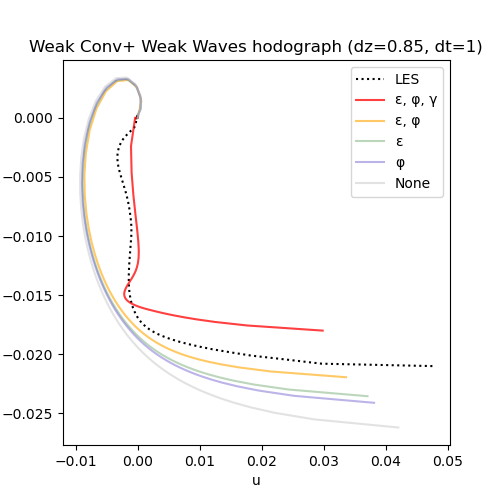 Weak Conv+ Weak Waves hodograph (dz=0.85, dt=1)
LES
ε, φ, γ
ε, φ
ε
φ
None
0.000
−0.005
−0.010
−0.015
−0.020
−0.025
−0.01 0.00 0.01 0.02 0.03 0.04 0.05
u